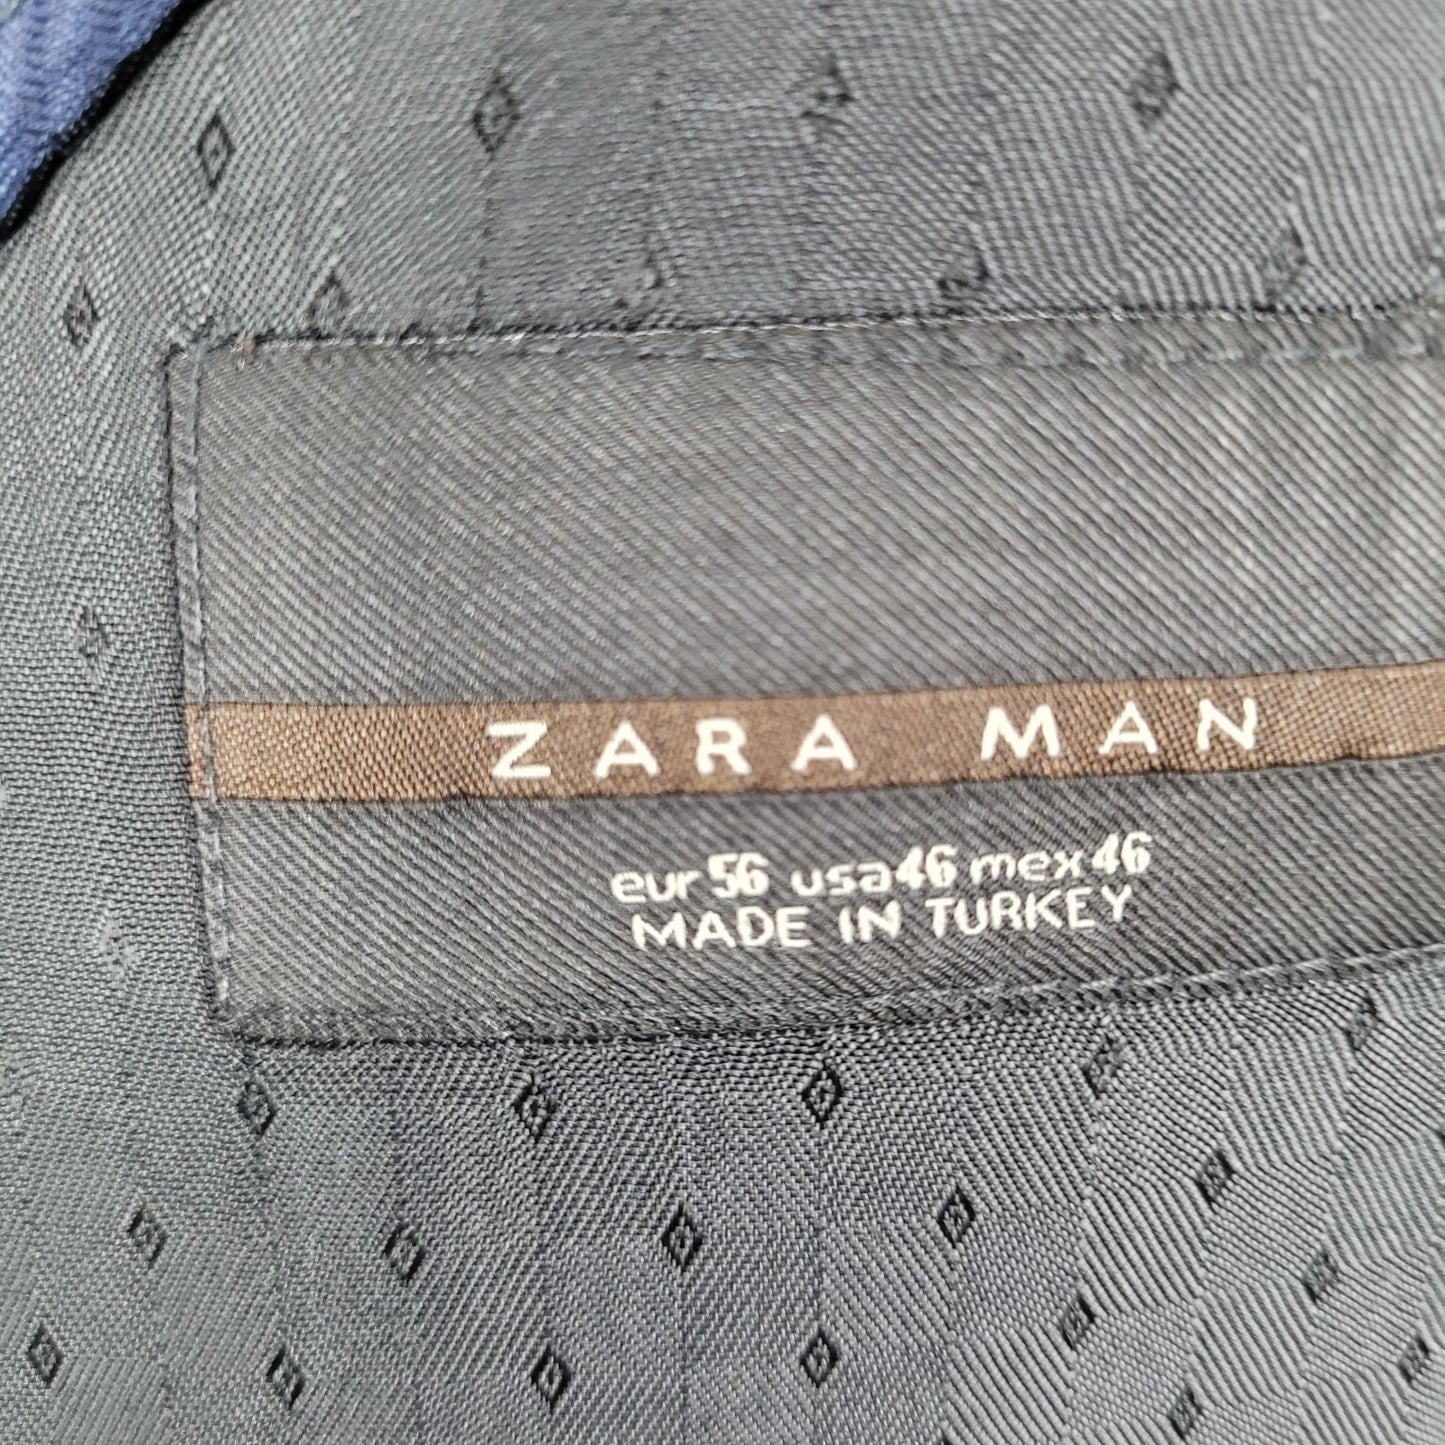 ZARA MAN
eur 56 usa 46 mex 46
MADE IN TURKEY